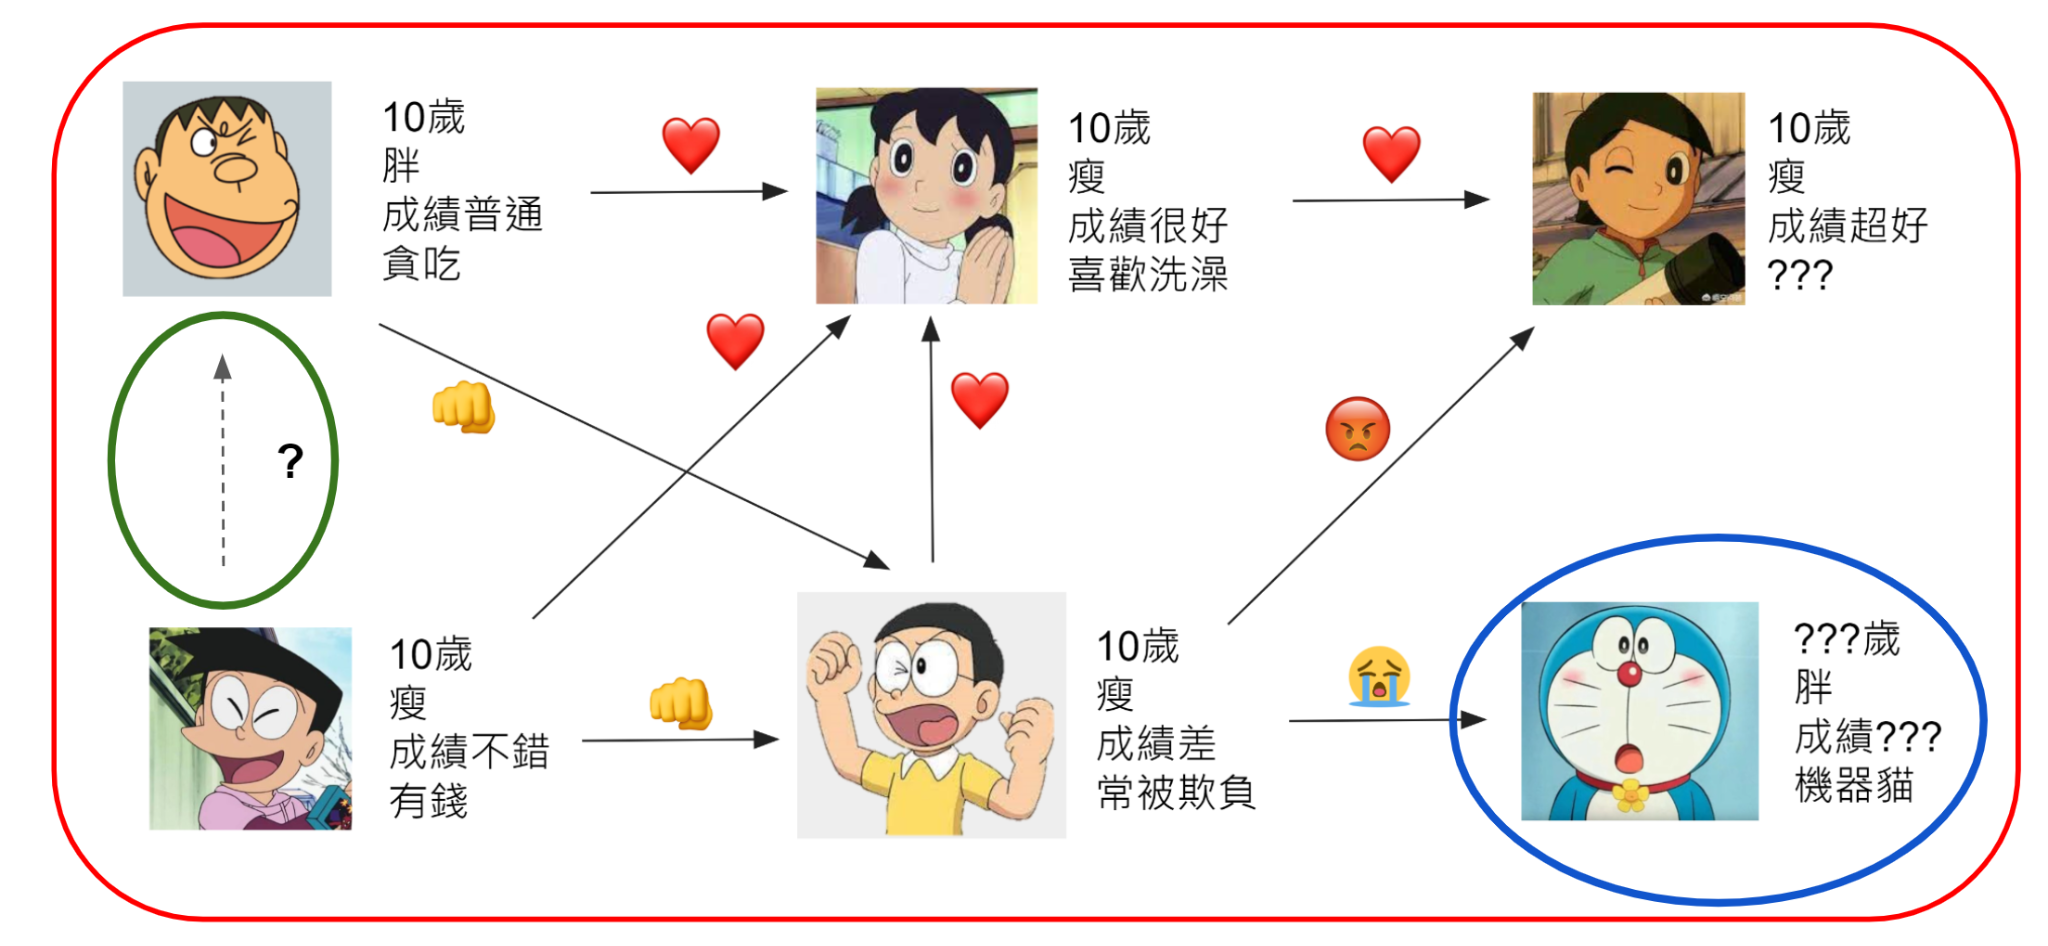 10歲
胖
成績普通
貪吃
10歲
瘦
成績很好
喜歡洗澡
10歲
瘦
成績超好
???
?
10歲
瘦
成績不錯
有錢
10歲
瘦
成績差
常被欺負
???歲
胖
成績???
機器貓